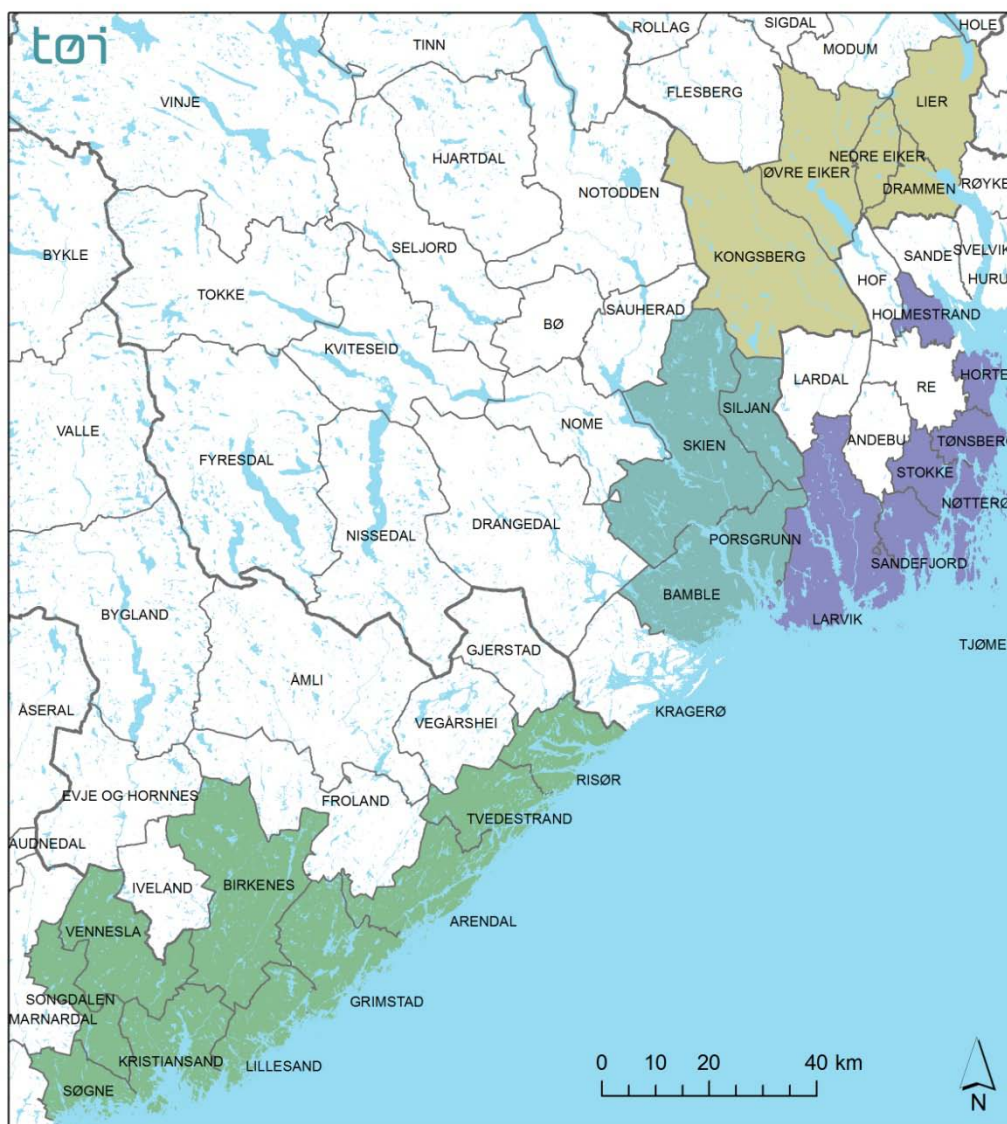 tøi
ROLLAG
SIGDAL
HOLE
TINN
MODUM
FLESBERG
VINJE
LIER
HJARTDAL
NEDRE EIKER
ØVRE EIKER
NOTODDEN
DRAMMEN
RØYKE
BYKLE
SELJORD
KONGSBERG
SANDE
SVELVIK
HOF
HURU
TOKKE
SAUHERAD
HOLMESTRAND
BØ
KVITESEID
LARDAL
RE
HORTE
SILJAN
NOME
ANDEBU
TØNSBERG
VALLE
SKIEN
FYRESDAL
STOKKE
NØTTERØ
DRANGEDAL
NISSEDAL
PORSGRUNN
SANDEFJORD
BAMBLE
BYGLAND
LARVIK
TJØME
GJERSTAD
ÅMLI
ÅSERAL
KRAGERØ
VEGÅRSHEI
RISØR
EVJE OG HORNNES
FROLAND
TVEDESTRAND
AUDNEDAL
IVELAND
BIRKENES
ARENDAL
VENNESLA
SONGDALEN
GRIMSTAD
MARNARDAL
KRISTIANSAND
LILLESAND
SØGNE
0 10 20 40 km
N